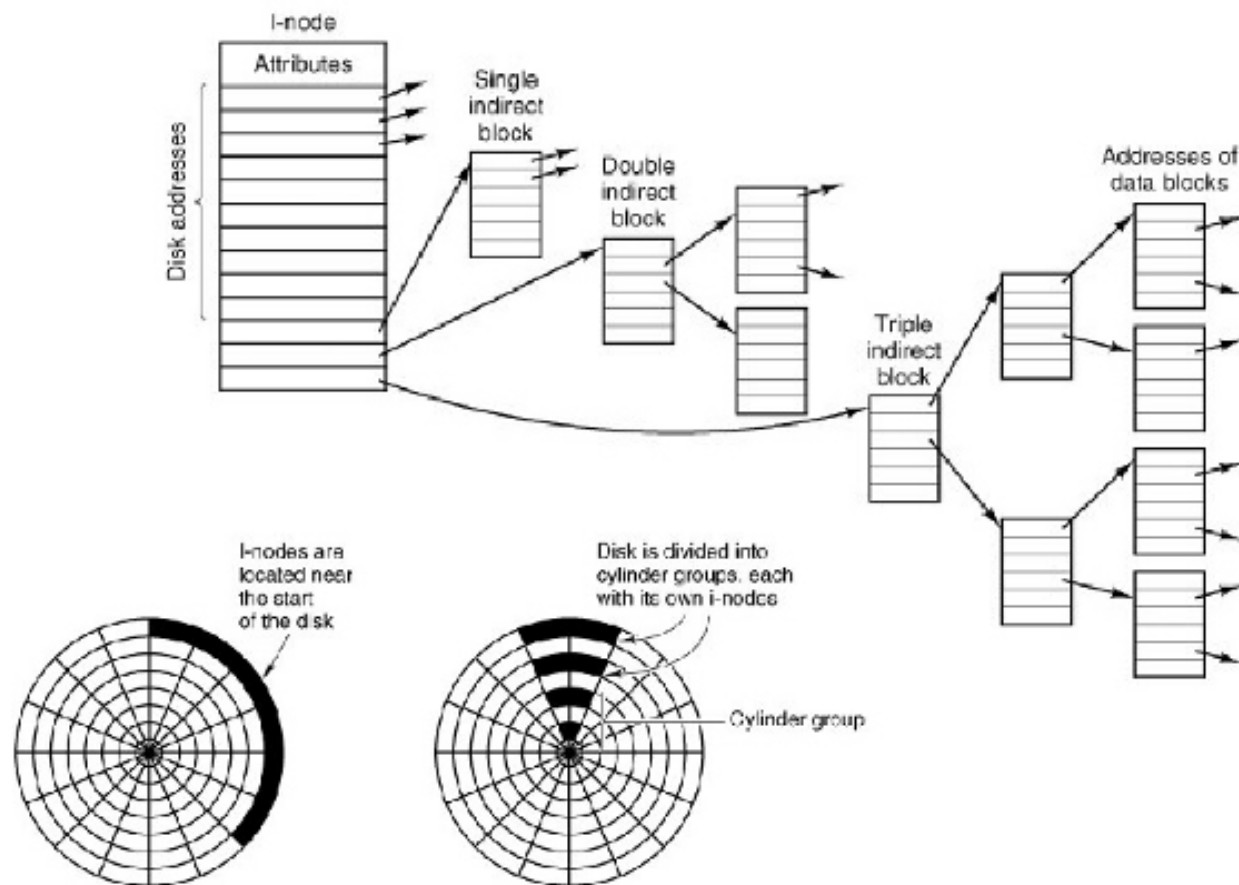 I-node
Attributes
Disk addresses
Single
indirect
block
Double
indirect
block
Addresses of
data blocks
Triple
indirect
block
I-nodes are
located near
the start
of the disk
Disk is divided into
cylinder groups, each
with its own i-nodes
Cylinder group